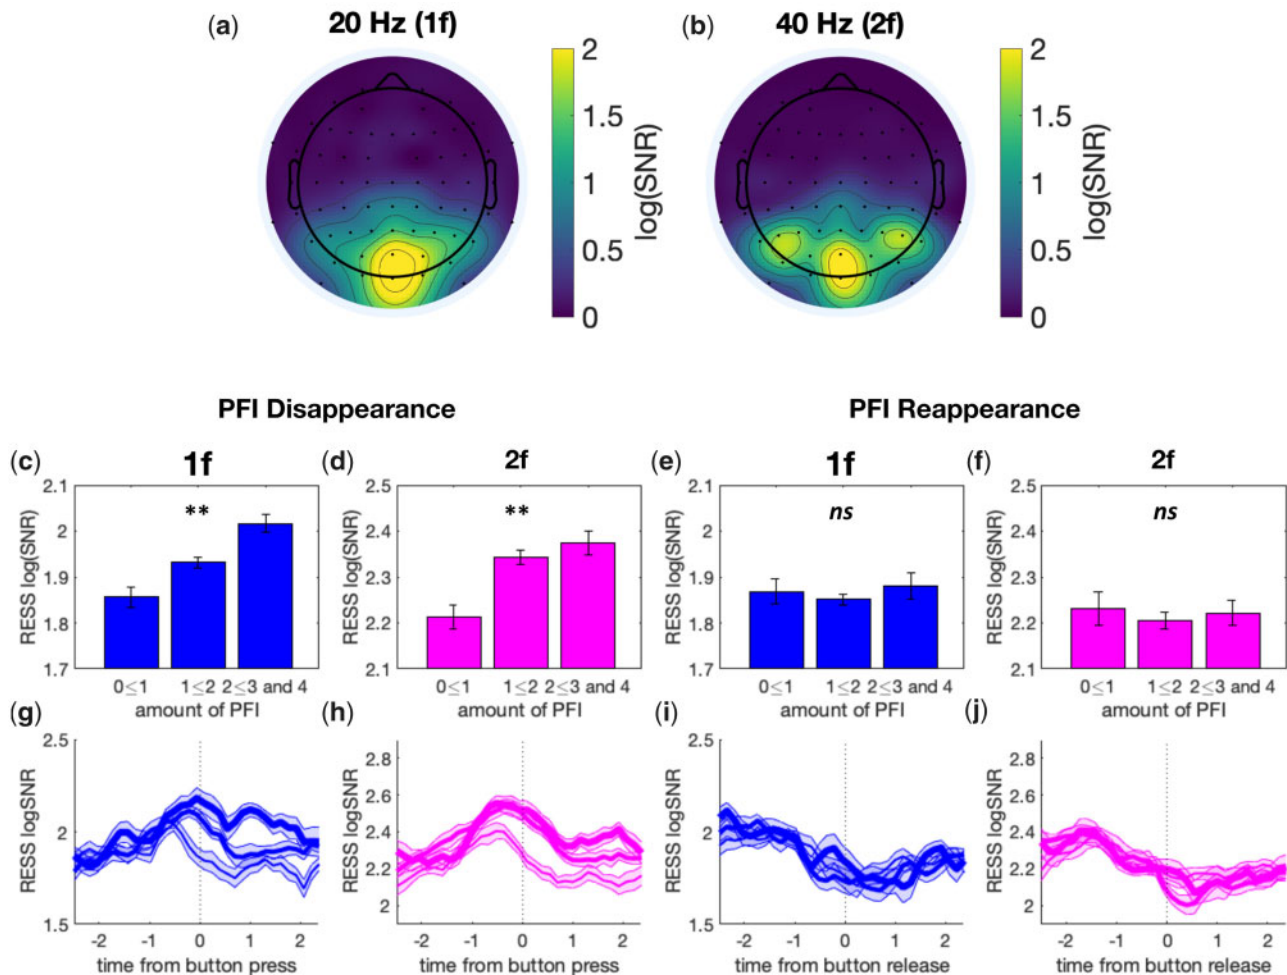 (a) 20 Hz (1f) (b) 40 Hz (2f)
2 2
1.5 1.5
1 1
0.5 0.5
0 0
log(SNR) log(SNR)
PFI Disappearance PFI Reappearance
(c) 1f (d) 2f (e) 1f (f) 2f
RESS log(SNR)
2.1
2
1.9
1.8
1.7
**
0≤1 1≤2 2≤3 and 4
amount of PFI
RESS log(SNR)
2.5
2.4
2.3
2.2
2.1
**
0≤1 1≤2 2≤3 and 4
amount of PFI
RESS log(SNR)
2.1
2
1.9
1.8
1.7
ns
0≤1 1≤2 2≤3 and 4
amount of PFI
RESS log(SNR)
2.5
2.4
2.3
2.2
2.1
ns
0≤1 1≤2 2≤3 and 4
amount of PFI
(g) (h) (i) (j)
RESS logSNR
2.5
2
1.5
-2 -1 0 1 2
time from button press
RESS logSNR
2.8
2.6
2.4
2.2
2
-2 -1 0 1 2
time from button press
RESS logSNR
2.5
2
1.5
-2 -1 0 1 2
time from button release
RESS logSNR
2.8
2.6
2.4
2.2
2
-2 -1 0 1 2
time from button release